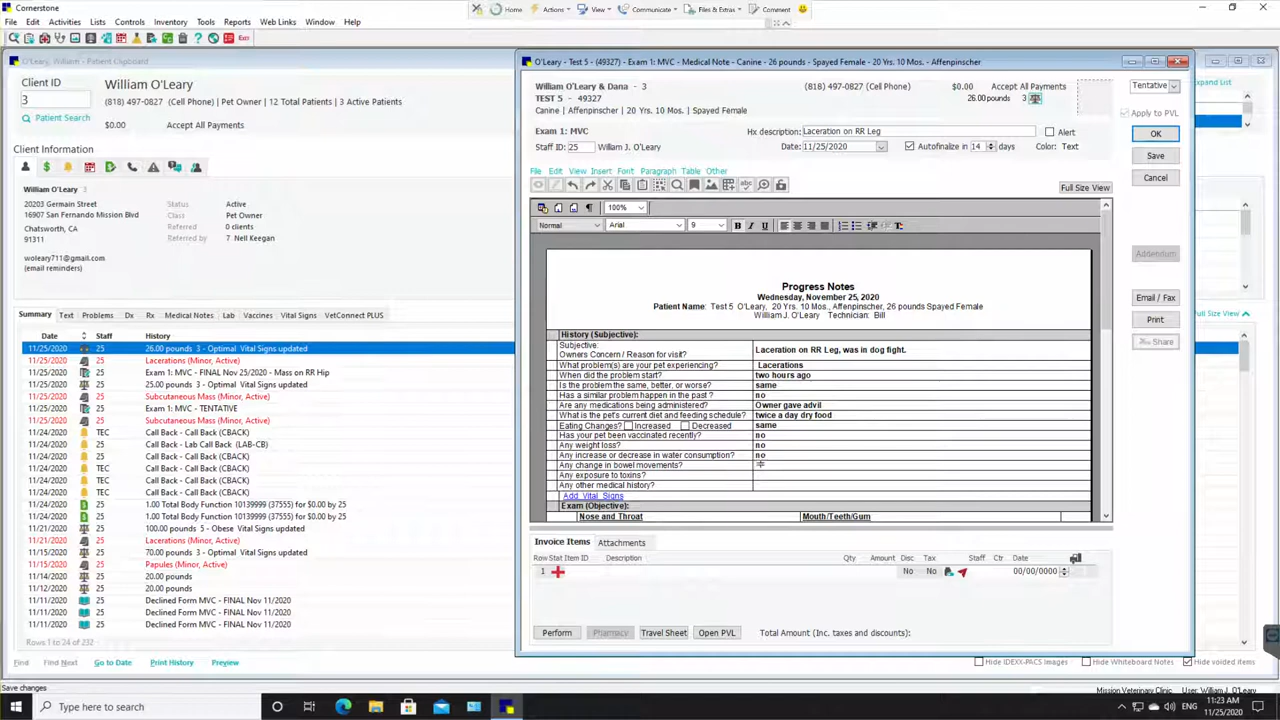 Cornerstone
Home Actions View Communicate Files & Extras Comment
File Edit Activities Lists Controls Inventory Tools Reports Web Links Window Help
O'Leary, William - Patient Clipboard
Client ID
3
William O'Leary
(818) 497-0827 (Cell Phone) | Pet Owner | 12 Total Patients | 3 Active Patients
Patient Search
$0.00 Accept All Payments
Client Information
William O'Leary 3
20203 Germain Street
16907 San Fernando Mission Blvd
Chatsworth, CA
91311
woleary711@gmail.com
(email reminders)
Status Active
Class Pet Owner
Referred 0 clients
Referred by 7 Neil Keegan
Summary Text Problems Dx Rx Medical Notes Lab Vaccines Vital Signs VetConnect PLUS
Date Staff History
11/25/2020 25 26.00 pounds 3 - Optimal Vital Signs updated
11/25/2020 25 Lacerations (Minor, Active)
11/25/2020 25 Exam 1: MVC - FINAL Nov 25/2020 - Mass on RR Hip
11/25/2020 25 25.00 pounds 3 - Optimal Vital Signs updated
11/25/2020 25 Subcutaneous Mass (Minor, Active)
11/25/2020 25 Exam 1: MVC - TENTATIVE
11/25/2020 25 Subcutaneous Mass (Minor, Active)
11/24/2020 TEC Call Back - Call Back (CBACK)
11/24/2020 25 Call Back - Lab Call Back (LAB-CB)
11/24/2020 TEC Call Back - Call Back (CBACK)
11/24/2020 TEC Call Back - Call Back (CBACK)
11/24/2020 TEC Call Back - Call Back (CBACK)
11/24/2020 TEC Call Back - Call Back (CBACK)
11/24/2020 25 1.00 Total Body Function 10139999 (37555) for $0.00 by 25
11/24/2020 25 1.00 Total Body Function 10139999 (37555) for $0.00 by 25
11/21/2020 25 100.00 pounds 5 - Obese Vital Signs updated
11/21/2020 25 Lacerations (Minor, Active)
11/15/2020 25 70.00 pounds 3 - Optimal Vital Signs updated
11/15/2020 25 Papules (Minor, Active)
11/14/2020 25 20.00 pounds
11/12/2020 25 20.00 pounds
11/11/2020 25 Declined Form MVC - FINAL Nov 11/2020
11/11/2020 25 Declined Form MVC - FINAL Nov 11/2020
11/11/2020 25 Declined Form MVC - FINAL Nov 11/2020
Rows 1 to 24 of 232
Find Find Next Go to Date Print History Preview
Save changes
O'Leary - Test 5 (49327) - Exam 1: MVC - Medical Note - Canine - 26 pounds - Spayed Female - 20 Yrs. 10 Mos. - Affenpinscher
William O'Leary & Dana - 3 (818) 497-0827 (Cell Phone) $0.00 Accept All Payments
TEST 5 - 49327 26.00 pounds 3
Canine | Affenpinscher | 20 Yrs. 10 Mos. | Spayed Female
Exam 1: MVC Hx description: Laceration on RR Leg Alert
Staff ID: 25 William J. O'Leary Date: 11/25/2020 Autofinalize in 14 days Color: Text
File Edit View Insert Font Paragraph Table Other
Full Size View
100%
Normal Arial 9 B I U
Progress Notes
Wednesday, November 25, 2020
Patient Name: Test 5 O'Leary, 20 Yrs. 10 Mos., Affenpinscher, 26 pounds Spayed Female
William J. O'Leary Technician: Bill
History (Subjective):
Subjective:
Owners Concern / Reason for visit? Laceration on RR Leg, was in dog fight.
What problem(s) are your pet experiencing? Lacerations
When did the problem start? two hours ago
Is the problem the same, better, or worse? same
Has a similar problem happen in the past ? no
Are any medications being administered? Owner gave advil
What is the pet's current diet and feeding schedule? twice a day dry food
Eating Changes? Increased Decreased same
Has your pet been vaccinated recently? no
Any weight loss? no
Any increase or decrease in water consumption? no
Any change in bowel movements?
Any exposure to toxins?
Any other medical history?
Add Vital Signs
Exam (Objective):
Nose and Throat Mouth/Teeth/Gum
Invoice Items Attachments
Row Stat Item ID Description Qty Amount Disc Tax Staff Ctr Date
1 No No 00/00/0000
Perform Pharmacy Travel Sheet Open PVL Total Amount (Inc. taxes and discounts):
Tentative
Apply to PVL
OK
Save
Cancel
Addendum
Email / Fax
Print
Share
Expand List
Full Size View
Hide IDEXX-PACS Images Hide Whiteboard Notes Hide voided items
Mission Veterinary Clinic User: William J. O'Leary
Type here to search
ENG
11:23 AM
11/25/2020